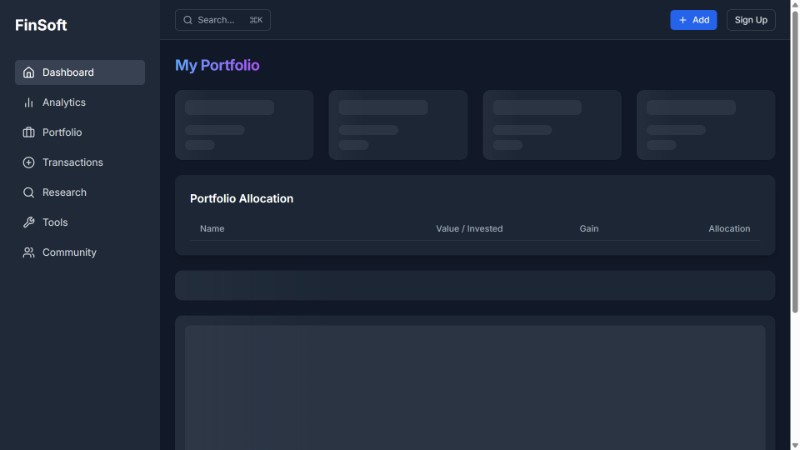 FinSoft
Search... ⌘K
Add
Sign Up
Dashboard
Analytics
Portfolio
Transactions
Research
Tools
Community
My Portfolio
Portfolio Allocation
Name Value / Invested Gain Allocation